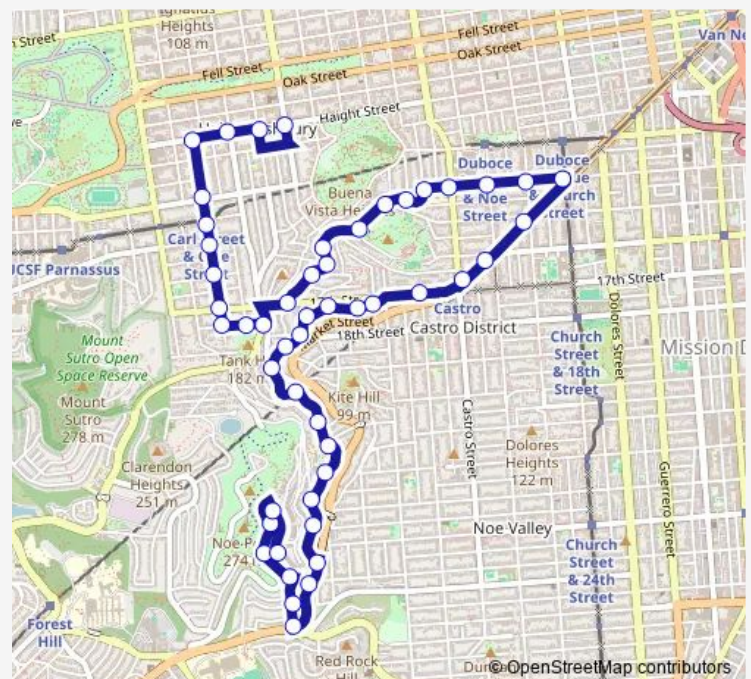 Heights
108 m
Street
Fell Street
Oak Street
Van Ne
Fell Street
Oak Street
Haight Street
Duboce
& Noe
Street
Duboce
Buena
Carl Street
UCSF Parnassus
17th Street
Castro
Market Street
18th Street
Castro District
Dolores Street
Mission D
Church
Street
& 18th
Street
Mount
Sutro Open
Space Reserve
Tank H
182 m
Mount
Sutro
278 m
Kite Hill
99 m
Castro Street
Clarendon
Heights
251 m
Dolores
Heights
122 m
Guerrero Street
Noe Valley
Noe P
274
Church
Street
& 24th
Street
Forest
Hill
Red Rock
Hill
© OpenStreetMap contributors